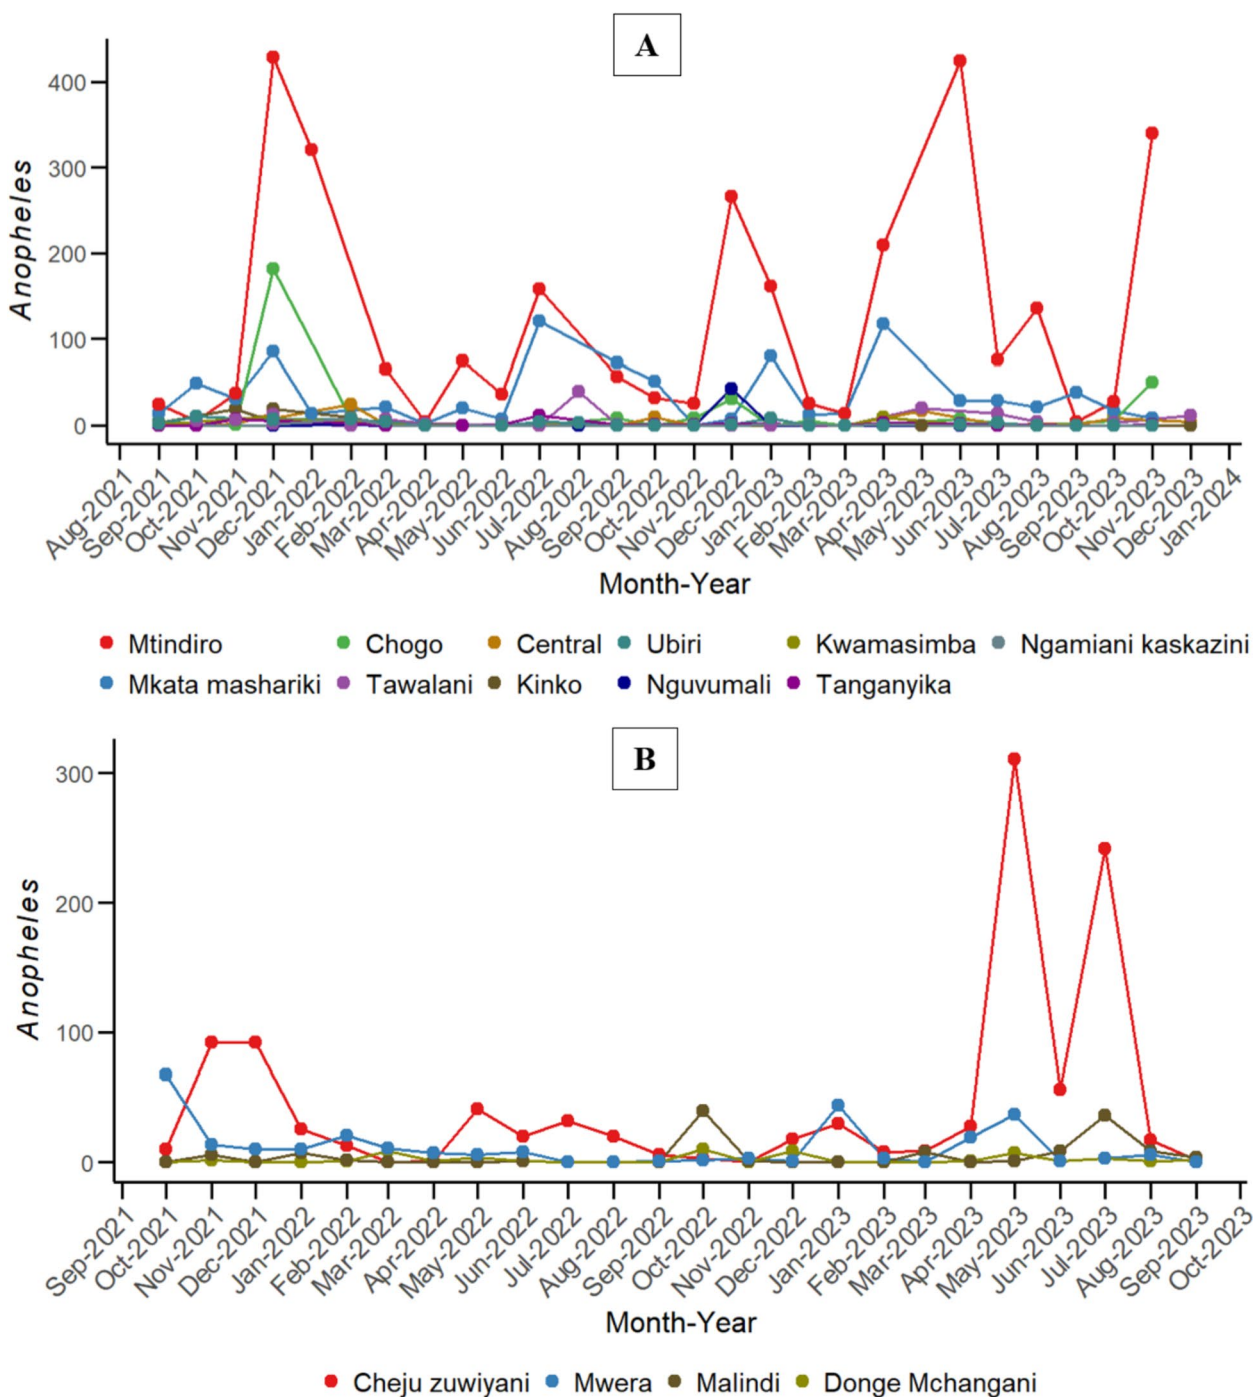 A
400
300
200
100
0
Anopheles
Aug-2021
Sep-2021
Oct-2021
Nov-2021
Dec-2021
Jan-2022
Feb-2022
Mar-2022
Apr-2022
May-2022
Jun-2022
Jul-2022
Aug-2022
Sep-2022
Oct-2022
Nov-2022
Dec-2022
Jan-2023
Feb-2023
Mar-2023
Apr-2023
May-2023
Jun-2023
Jul-2023
Aug-2023
Sep-2023
Oct-2023
Nov-2023
Dec-2023
Jan-2024
Month-Year
Mtindiro Chogo Central Ubiri Kwamasimba Ngamiani kaskazini
Mkata mashariki Tawalani Kinko Nguvumali Tanganyika
B
300
200
100
0
Anopheles
Sep-2021
Oct-2021
Nov-2021
Dec-2021
Jan-2022
Feb-2022
Mar-2022
Apr-2022
May-2022
Jun-2022
Jul-2022
Aug-2022
Sep-2022
Oct-2022
Nov-2022
Dec-2022
Jan-2023
Feb-2023
Mar-2023
Apr-2023
May-2023
Jun-2023
Jul-2023
Aug-2023
Sep-2023
Oct-2023
Month-Year
Cheju zuwiyani Mwera Malindi Donge Mchangani